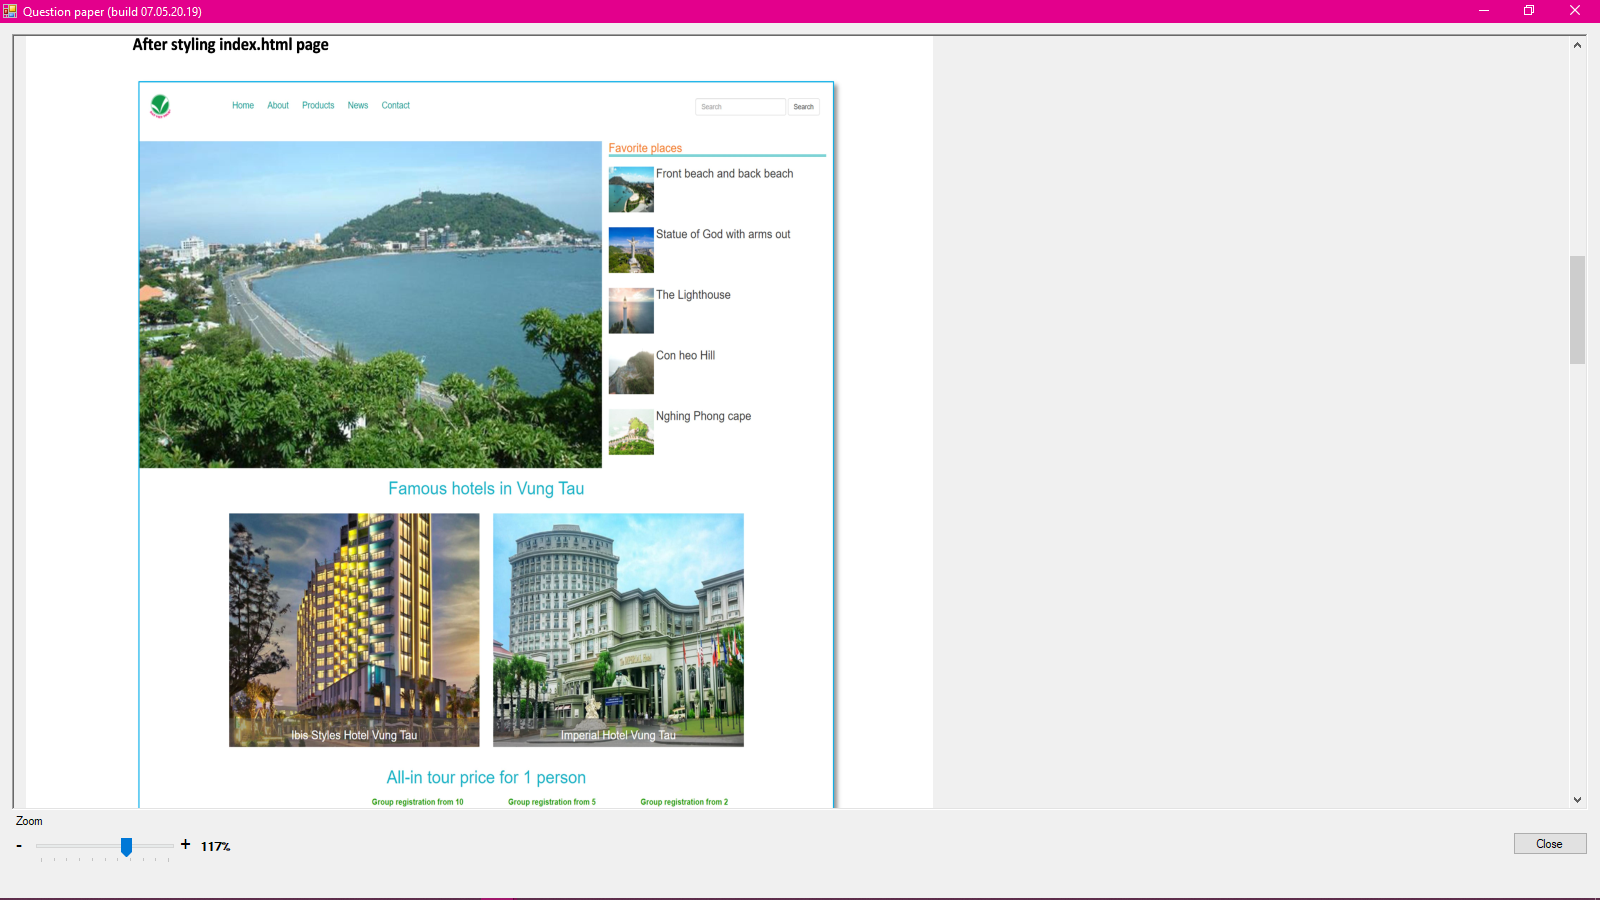 Question paper (build 07.05.20.19)
After styling index.html page
Home About Products News Contact
Search Search
Favorite places
Front beach and back beach
Statue of God with arms out
The Lighthouse
Con heo Hill
Nghing Phong cape
Famous hotels in Vung Tau
Ibis Styles Hotel Vung Tau
Imperial Hotel Vung Tau
All-in tour price for 1 person
Group registration from 10 Group registration from 5 Group registration from 2
Zoom
- + 117%
Close